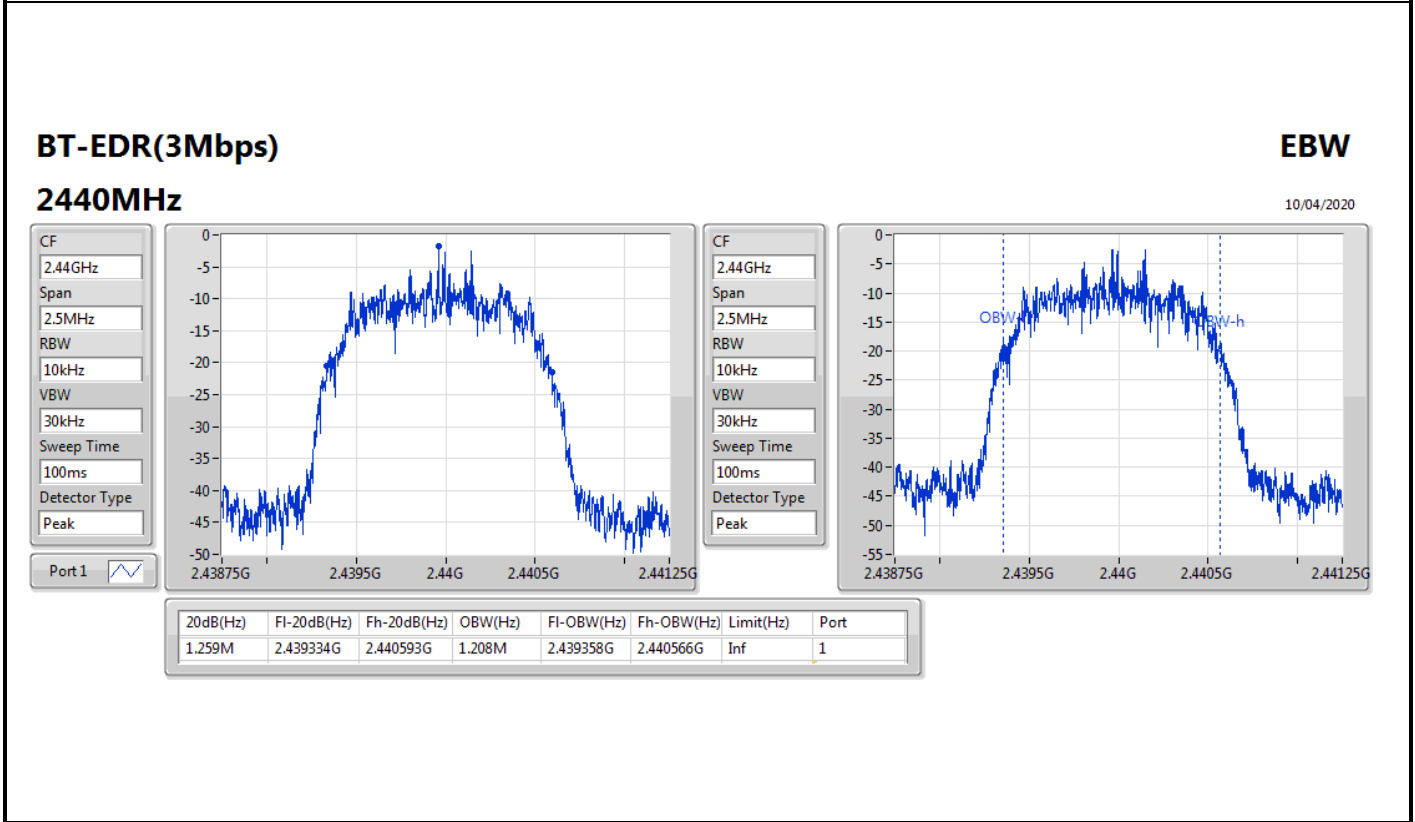 BT-EDR(3Mbps)
EBW
2440MHz
10/04/2020
CF
2.44GHz
Span
2.5MHz
RBW
10kHz
VBW
30kHz
Sweep Time
100ms
Detector Type
Peak
Port 1
0
-5
-10
-15
-20
-25
-30
-35
-40
-45
-50
2.43875G 2.4395G 2.44G 2.4405G 2.44125G
CF
2.44GHz
Span
2.5MHz
RBW
10kHz
VBW
30kHz
Sweep Time
100ms
Detector Type
Peak
0
-5
-10
-15
-20
-25
-30
-35
-40
-45
-50
-55
OBW-h
2.43875G 2.4395G 2.44G 2.4405G 2.44125G
20dB(Hz) Fl-20dB(Hz) Fh-20dB(Hz) OBW(Hz) Fl-OBW(Hz) Fh-OBW(Hz) Limit(Hz) Port
1.259M 2.439334G 2.440593G 1.208M 2.439358G 2.440566G Inf 1